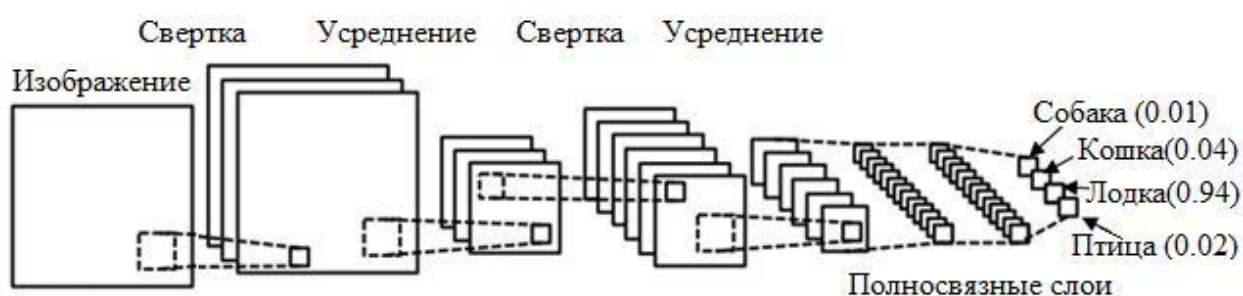 Свертка Усреднение Свертка Усреднение
Изображение
Собака (0.01)
Кошка(0.04)
Лодка(0.94)
Птица (0.02)
Полносвязные слои